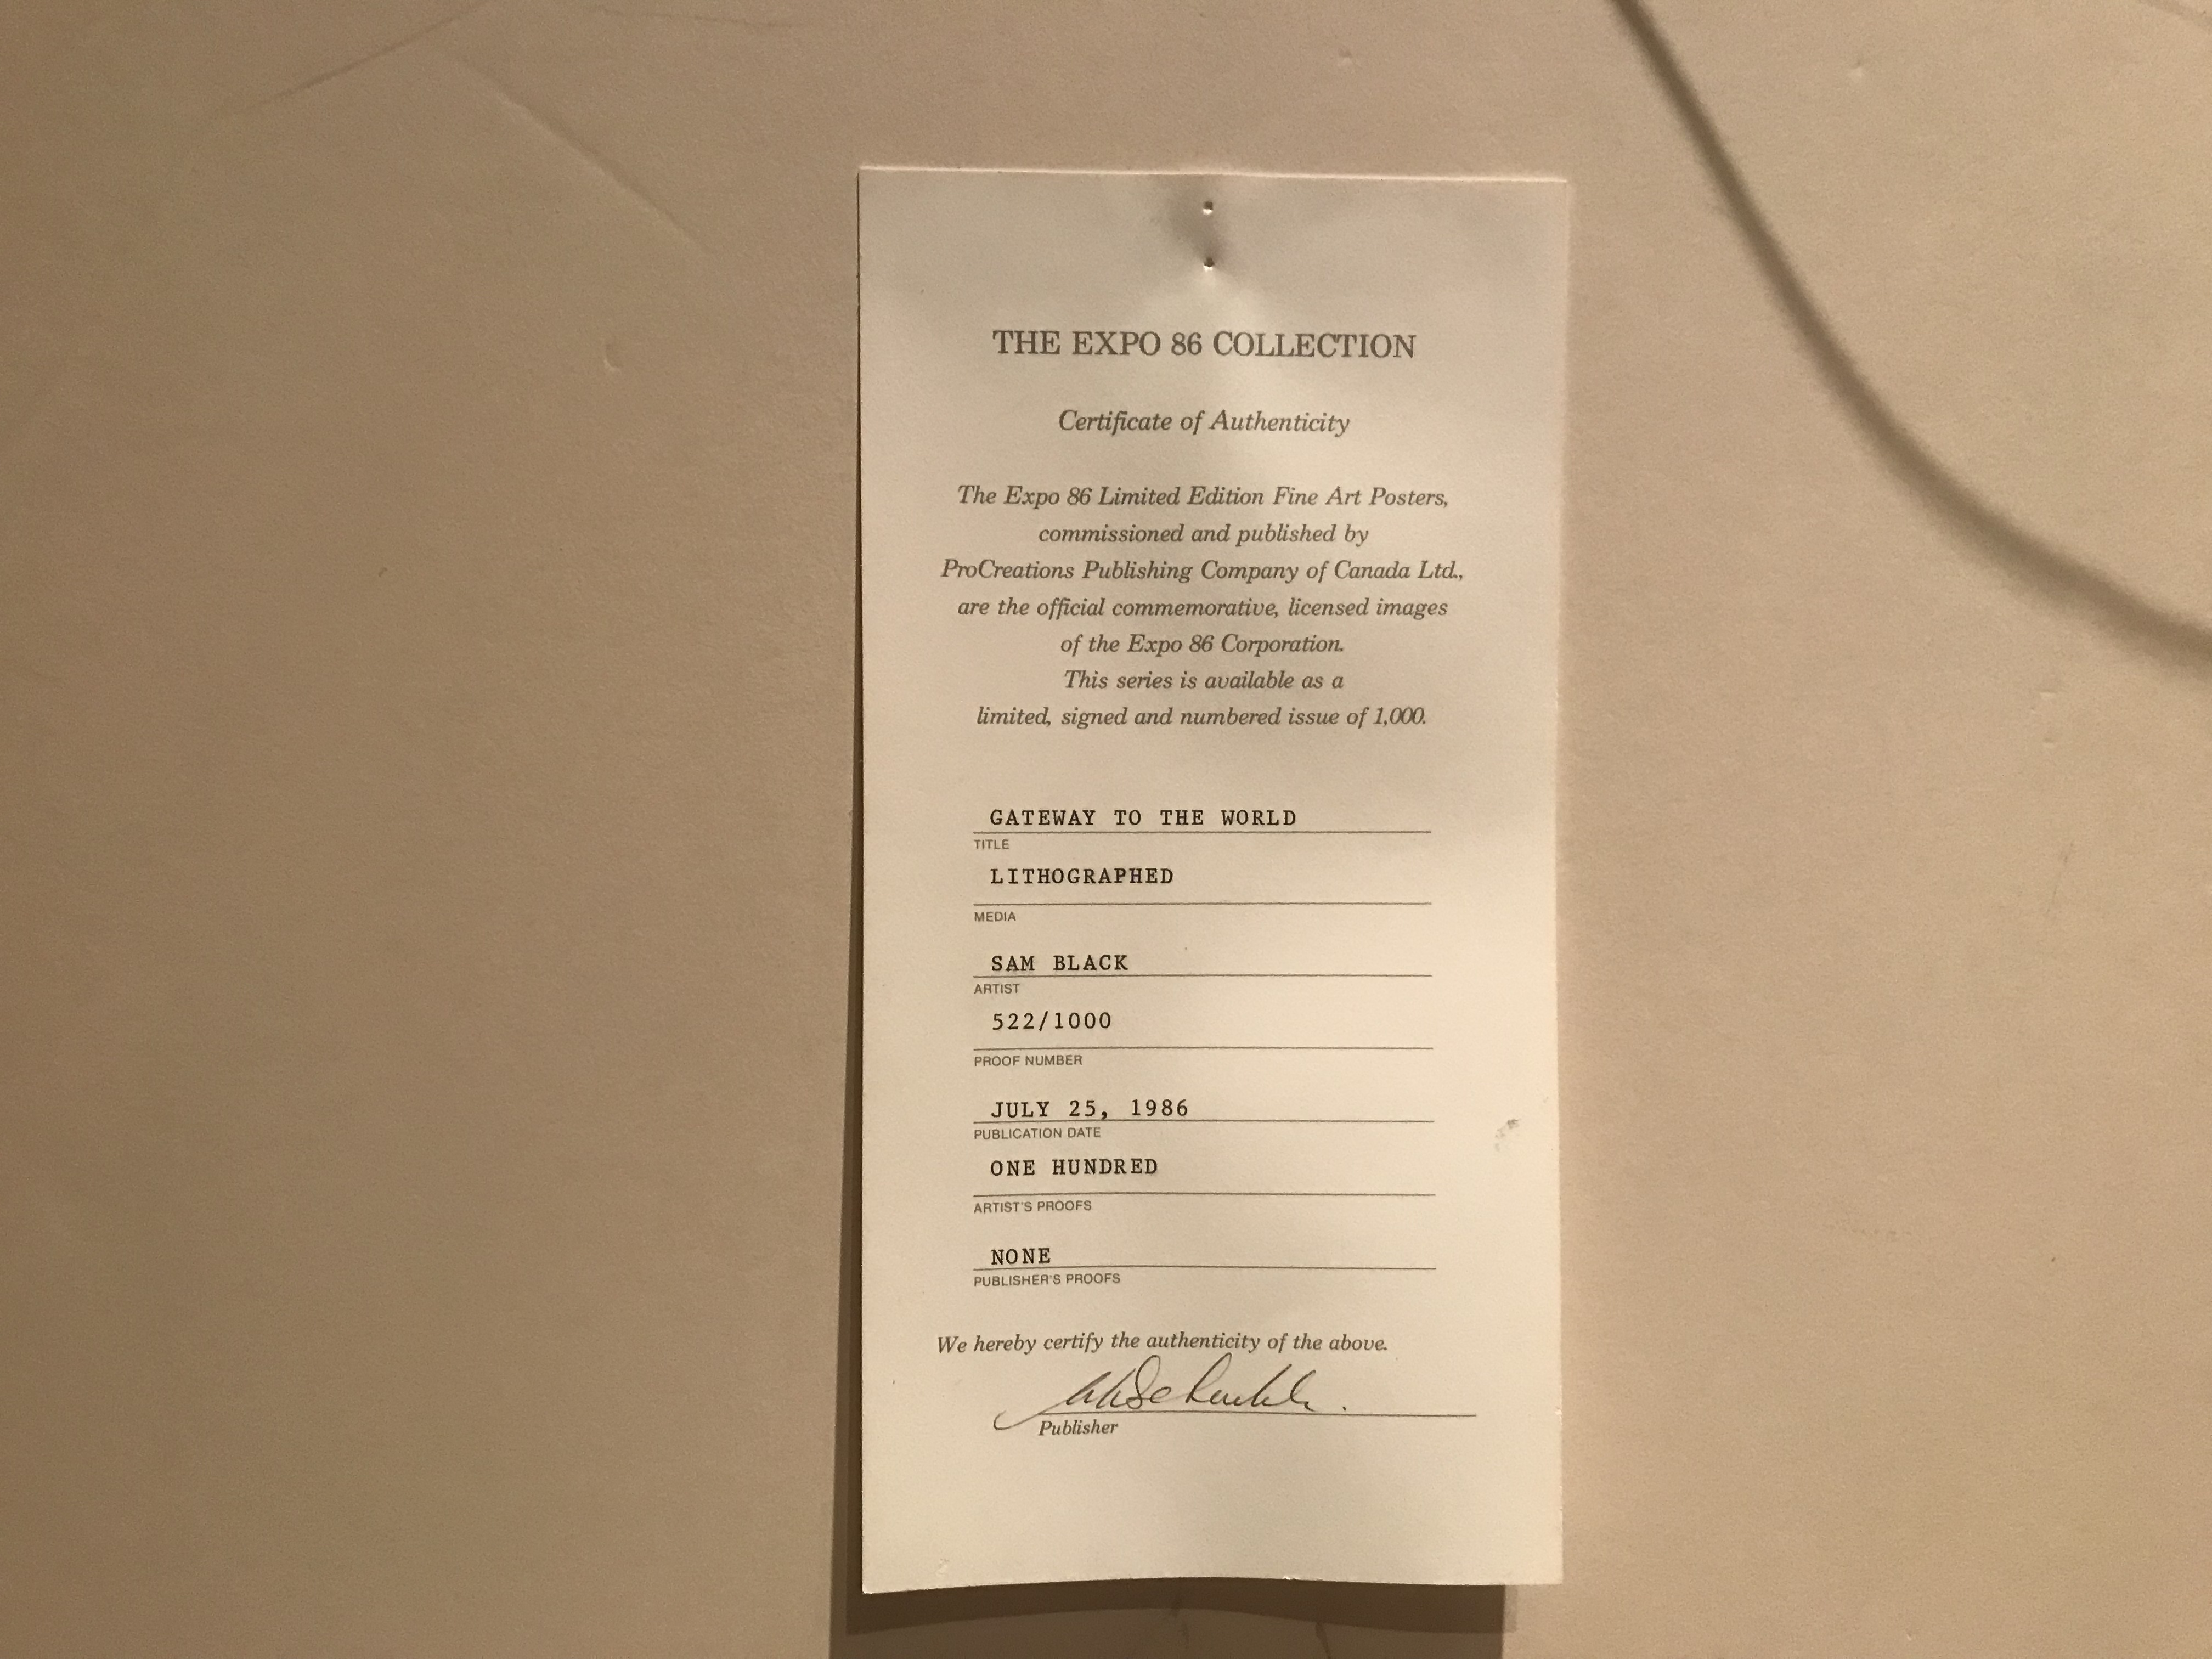 THE EXPO 86 COLLECTION
Certificate of Authenticity
The Expo 86 Limited Edition Fine Art Posters,
commissioned and published by
ProCreations Publishing Company of Canada Ltd.,
are the official commemorative, licensed images
of the Expo 86 Corporation.
This series is available as a
limited, signed and numbered issue of 1,000.
GATEWAY TO THE WORLD
TITLE
LITHOGRAPHED
MEDIA
SAM BLACK
ARTIST
522/1000
PROOF NUMBER
JULY 25, 1986
PUBLICATION DATE
ONE HUNDRED
ARTIST'S PROOFS
NONE
PUBLISHER'S PROOFS
We hereby certify the authenticity of the above.
Publisher